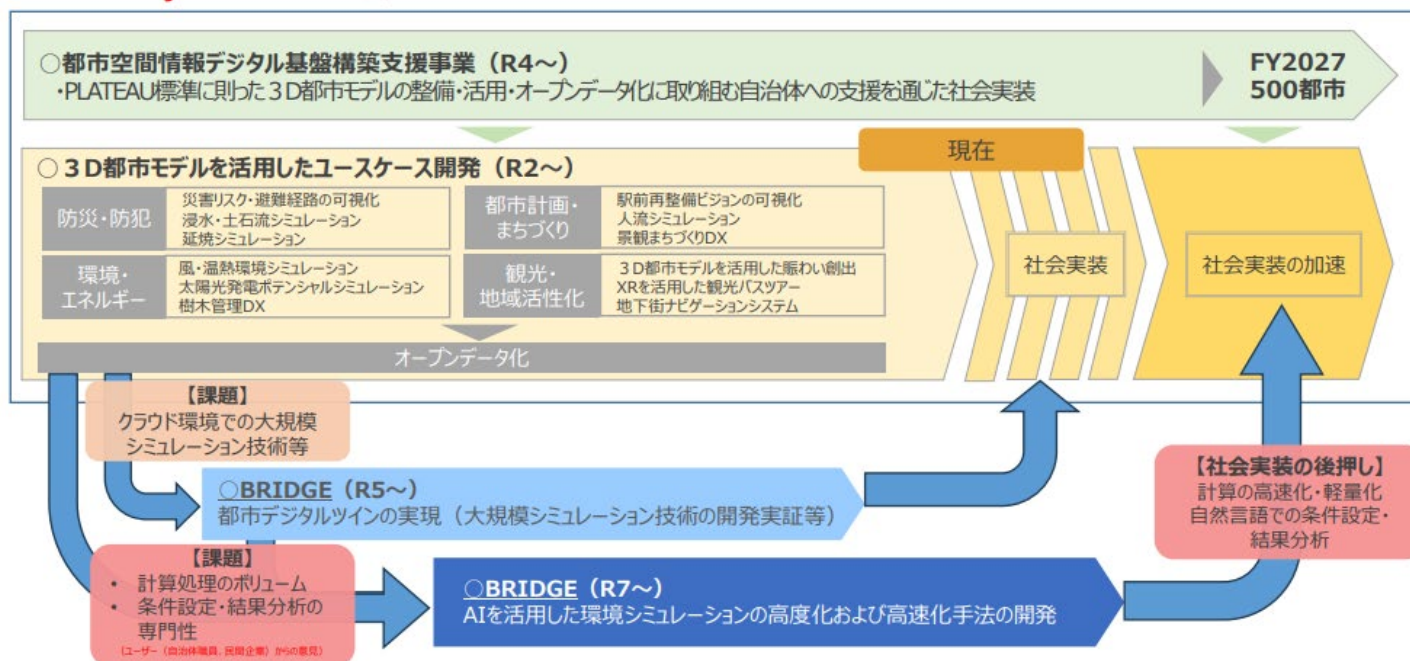 ○都市空間情報デジタル基盤構築支援事業（R4～）
・PLATEAU標準に則った３D都市モデルの整備・活用・オープンデータ化に取り組む自治体への支援を通じた社会実装
FY2027
500都市
現在
○３D都市モデルを活用したユースケース開発（R2～）
防災・防犯
災害リスク・避難経路の可視化
浸水・土石流シミュレーション
延焼シミュレーション
都市計画・
まちづくり
駅前再整備ビジョンの可視化
人流シミュレーション
景観まちづくりDX
環境・
エネルギー
風・温熱環境シミュレーション
太陽光発電ポテンシャルシミュレーション
樹木管理DX
観光・
地域活性化
３D都市モデルを活用した賑わい創出
XRを活用した観光バスツアー
地下街ナビゲーションシステム
オープンデータ化
社会実装
社会実装の加速
【課題】
クラウド環境での大規模
シミュレーション技術等
○BRIDGE（R5～）
都市デジタルツインの実現（大規模シミュレーション技術の開発実証等）
【課題】
• 計算処理のボリューム
• 条件設定・結果分析の
専門性
（ユーザー（自治体職員、民間企業）からの意見）
○BRIDGE（R7～）
AIを活用した環境シミュレーションの高度化および高速化手法の開発
【社会実装の後押し】
計算の高速化・軽量化
自然言語での条件設定・
結果分析